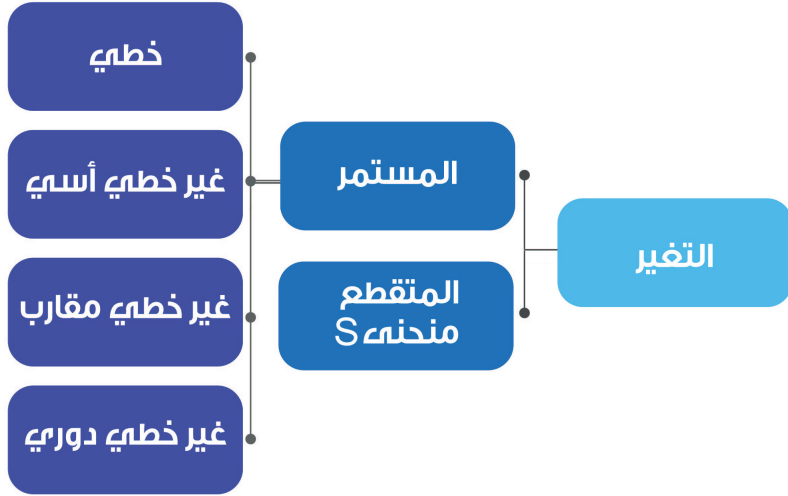 التغير
المستمر
المتقطع
منحنى S
خطي
غير خطي أسي
غير خطي مقارب
غير خطي دوري